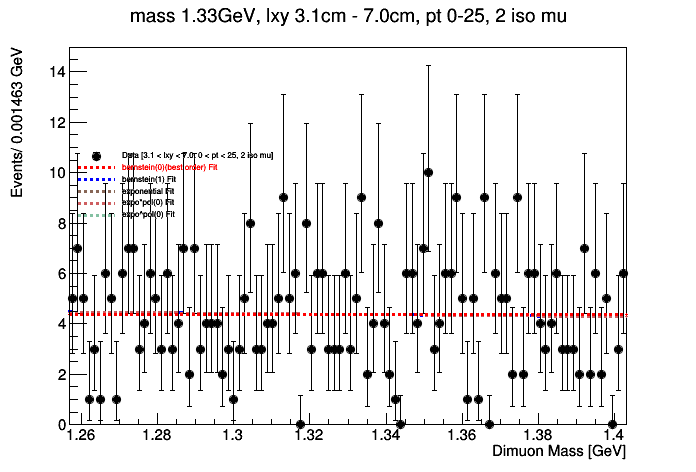 mass 1.33GeV, lxy 3.1cm - 7.0cm, pt 0-25, 2 iso mu
Events/ 0.001463 GeV
14
12
10
8
6
4
2
0
Data [3.1 < lxy < 7.0, 0 < pt < 25, 2 iso mu]
bernstein(0)(best order) Fit
bernstein(1) Fit
exponential Fit
expo*pol(0) Fit
expo^pol(0) Fit
1.26 1.28 1.3 1.32 1.34 1.36 1.38 1.4
Dimuon Mass [GeV]